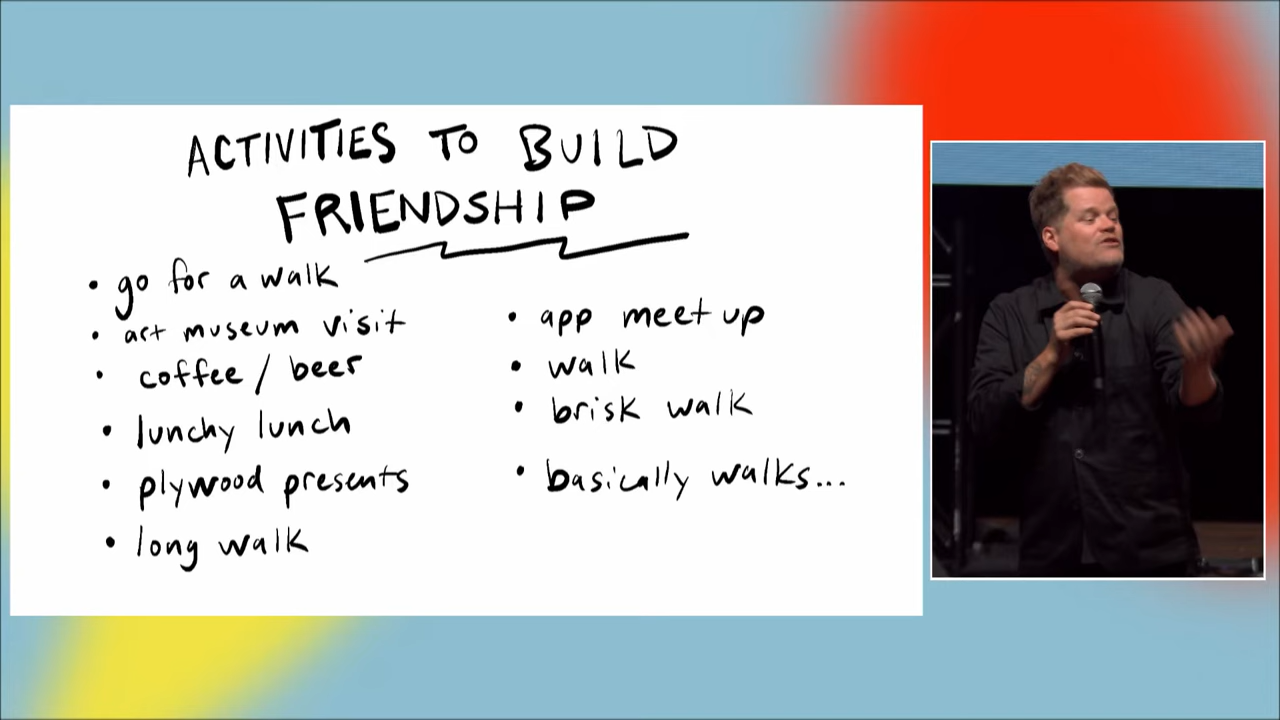 ACTIVITIES TO BUILD
FRIENDSHIP
• go for a walk
• art museum visit
• coffee / beer
• lunchy lunch
• plywood presents
• long walk
• app meet up
• walk
• brisk walk
• basically walks...